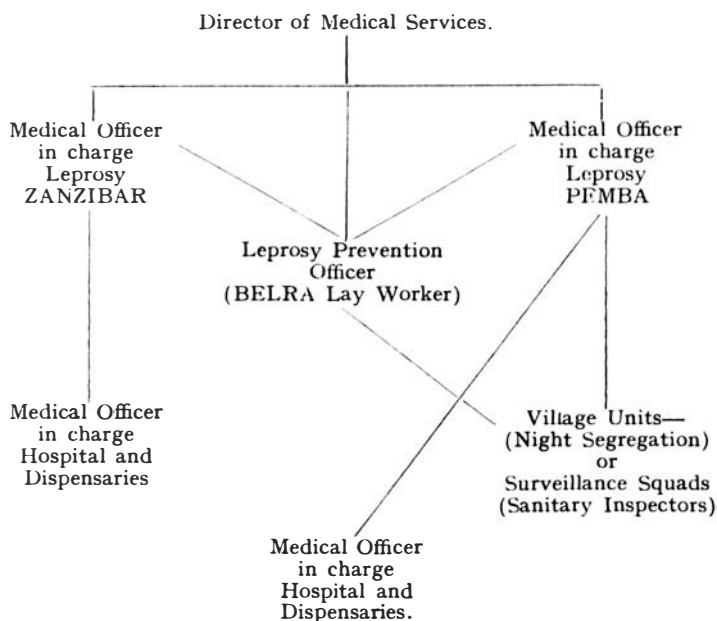 Director of Medical Services.
Medical Officer
in charge
Leprosy
ZANZIBAR
Medical Officer
in charge
Leprosy
PEMBA
Leprosy Prevention
Officer
(BELRA Lay Worker)
Medical Officer
in charge
Hospital and
Dispensaries
Village Units—
(Night Segregation)
or
Surveillance Squads
(Sanitary Inspectors)
Medical Officer
in charge
Hospital and
Dispensaries.